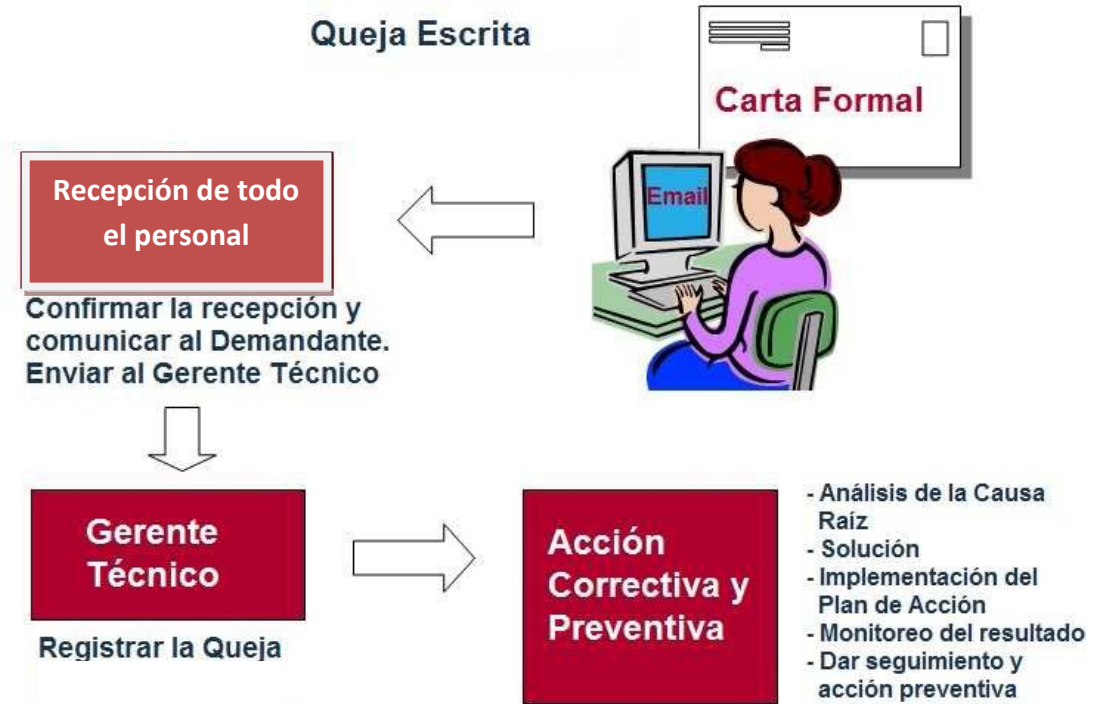 Queja Escrita
Carta Formal
Email
Recepción de todo
el personal
Confirmar la recepción y
comunicar al Demandante.
Enviar al Gerente Técnico
Gerente
Técnico
Registrar la Queja
Acción
Correctiva y
Preventiva
- Análisis de la Causa
Raíz
- Solución
- Implementación del
Plan de Acción
- Monitoreo del resultado
- Dar seguimiento y
acción preventiva